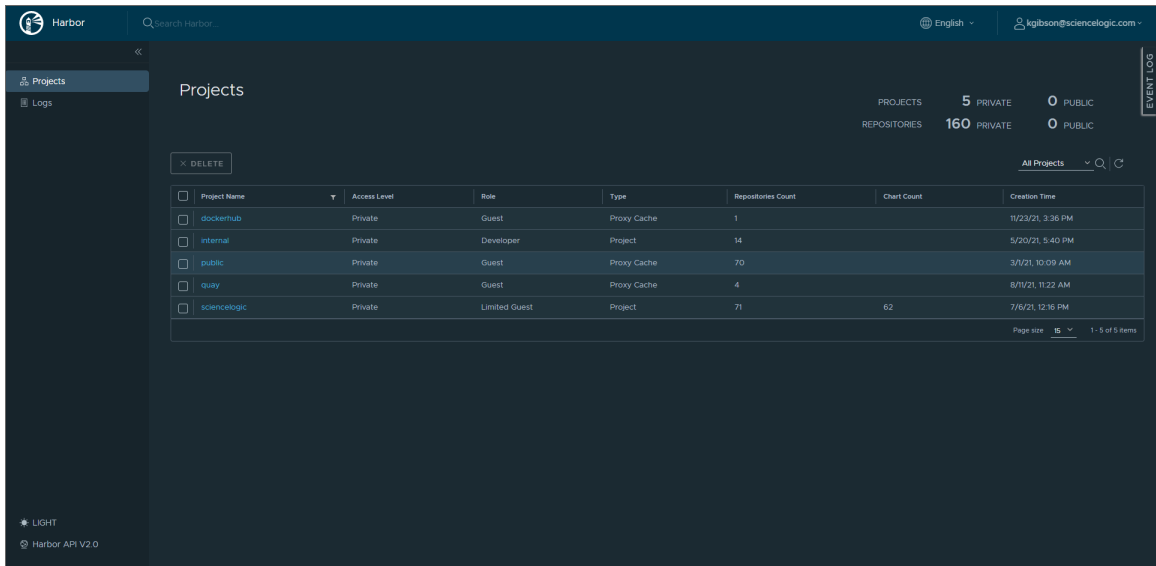 Harbor
Search Harbor...
English
kgibson@sciencelogic.com
EVENT LOG
Projects
Logs
Projects
PROJECTS 5 PRIVATE 0 PUBLIC
REPOSITORIES 160 PRIVATE 0 PUBLIC
DELETE
All Projects
Project Name Access Level Role Type Repositories Count Chart Count Creation Time
dockerhub Private Guest Proxy Cache 1 11/23/21, 3:36 PM
internal Private Developer Project 14 5/20/21, 5:40 PM
public Private Guest Proxy Cache 70 3/1/21, 10:09 AM
quay Private Guest Proxy Cache 4 8/11/21, 11:22 AM
sciencelogic Private Limited Guest Project 71 62 7/6/21, 12:16 PM
Page size 15 1 - 5 of 5 items
LIGHT
Harbor API V2.0